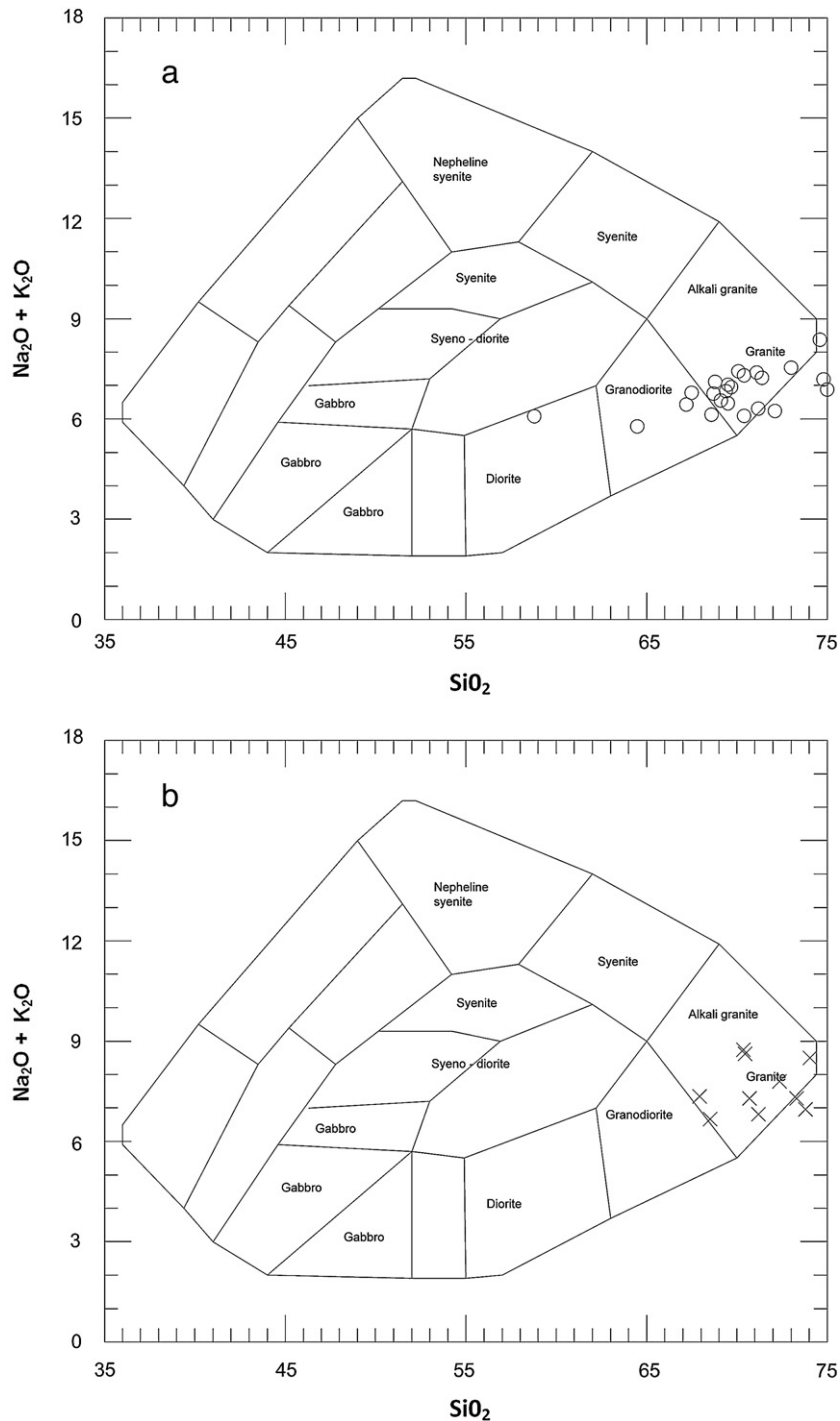 18
a
15
Nepheline
syenite
12
Syenite
Syenite
Alkali granite
9
Syeno - diorite
Granite
Gabbro
Granodiorite
6
Gabbro
Diorite
Gabbro
3
0
35
45
55
65
75
Na₂O + K₂O
Si0₂
18
b
15
Nepheline
syenite
12
Syenite
Syenite
Alkali granite
9
Syeno - diorite
Granite
Gabbro
Granodiorite
6
Gabbro
Diorite
Gabbro
3
0
35
45
55
65
75
Na₂O + K₂O
Si0₂